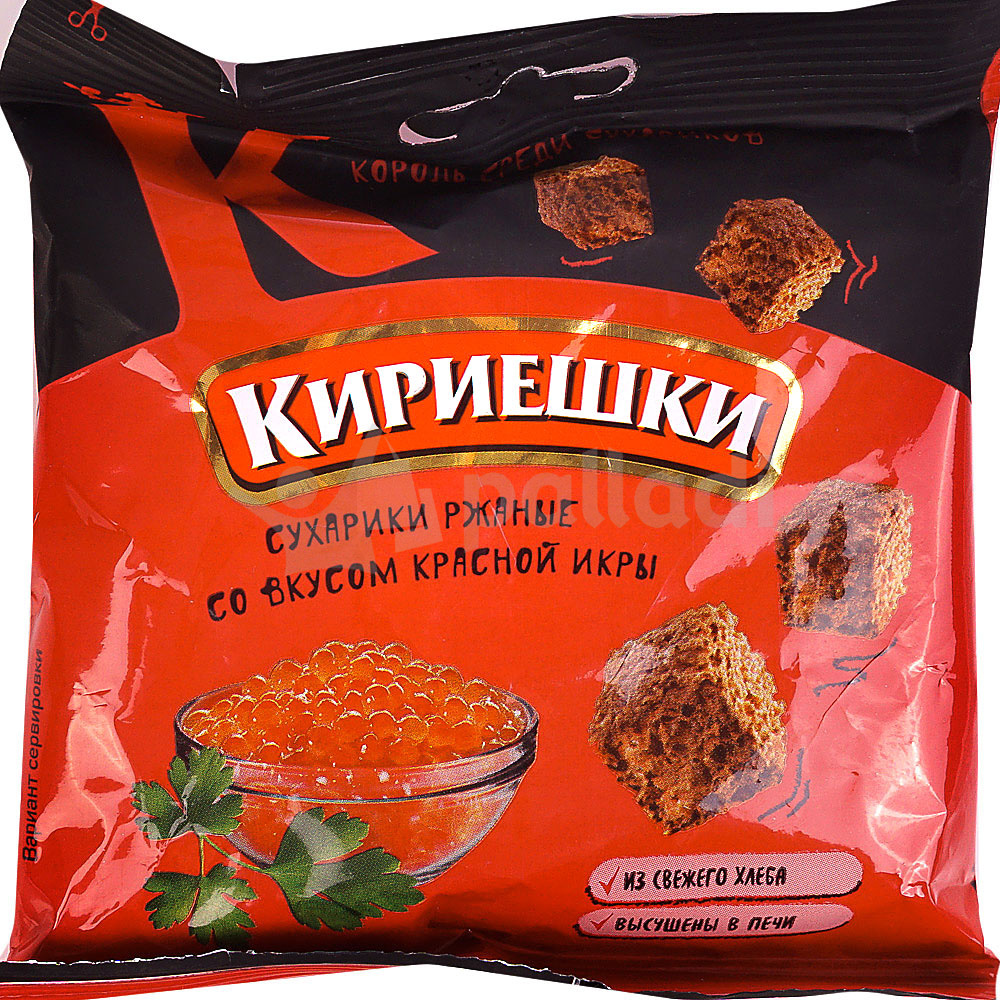 КОРОЛЬ СРЕДИ СУХАРИКОВ
КИРИЕШКИ
СУХАРИКИ РЖАНЫЕ
СО ВКУСОМ КРАСНОЙ ИКРЫ
Вариант сервировки
ИЗ СВЕЖЕГО ХЛЕБА
ВЫСУШЕНЫ В ПЕЧИ